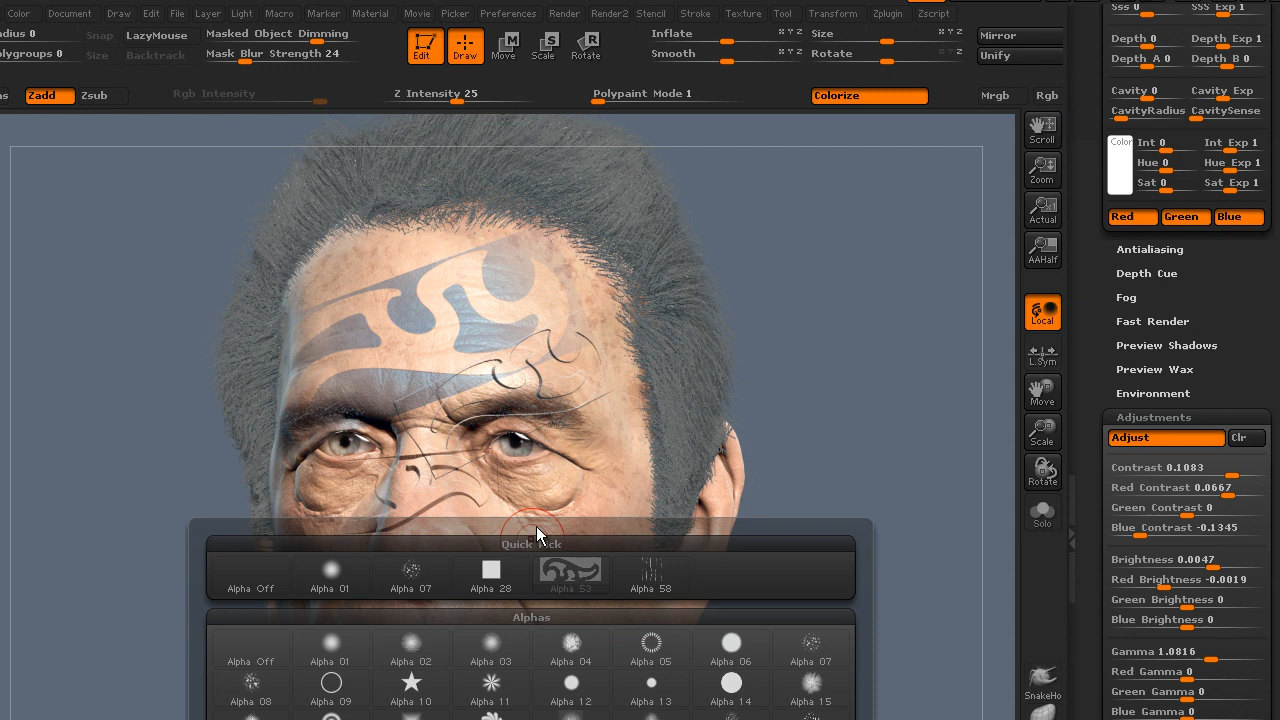 Color Document Draw Edit File Layer Light Macro Marker Material Movie Picker Preferences Render Render2 Stencil Stroke Texture Tool Transform Zplugin Zscript
dius 0 Snap LazyMouse Masked Object Dimming Inflate Size Mirror
olygroups 0 Size Backtrack Mask Blur Strength 24 Edit Draw Move Scale Rotate Smooth Rotate Unify
Zadd Zsub Rgb Intensity Z Intensity 25 Polypaint Mode 1 Colorize Mrgb Rgb
Scroll
Zoom
Actual
AAHalf
Local
L.Sym
Move
Scale
Rotate
Solo
SnakeHo
Sss 0 SSS Exp 1
Depth 0 Depth Exp 1
Depth A 0 Depth B 0
Cavity 0 Cavity Exp
CavityRadius CavitySense
Color Int 0 Int Exp 1
Hue 0 Hue Exp 1
Sat 0 Sat Exp 1
Red Green Blue
Antialiasing
Depth Cue
Fog
Fast Render
Preview Shadows
Preview Wax
Environment
Adjustments
Adjust Clr
Contrast 0.1083
Red Contrast 0.0667
Green Contrast 0
Blue Contrast -0.1345
Brightness 0.0047
Red Brightness -0.0019
Green Brightness 0
Blue Brightness 0
Gamma 1.0816
Red Gamma 0
Green Gamma 0
Blue Gamma 0
Quick Pick
Alpha Off Alpha 01 Alpha 07 Alpha 28 Alpha 53 Alpha 58
Alphas
Alpha Off Alpha 01 Alpha 02 Alpha 03 Alpha 04 Alpha 05 Alpha 06 Alpha 07
Alpha 08 Alpha 09 Alpha 10 Alpha 11 Alpha 12 Alpha 13 Alpha 14 Alpha 15